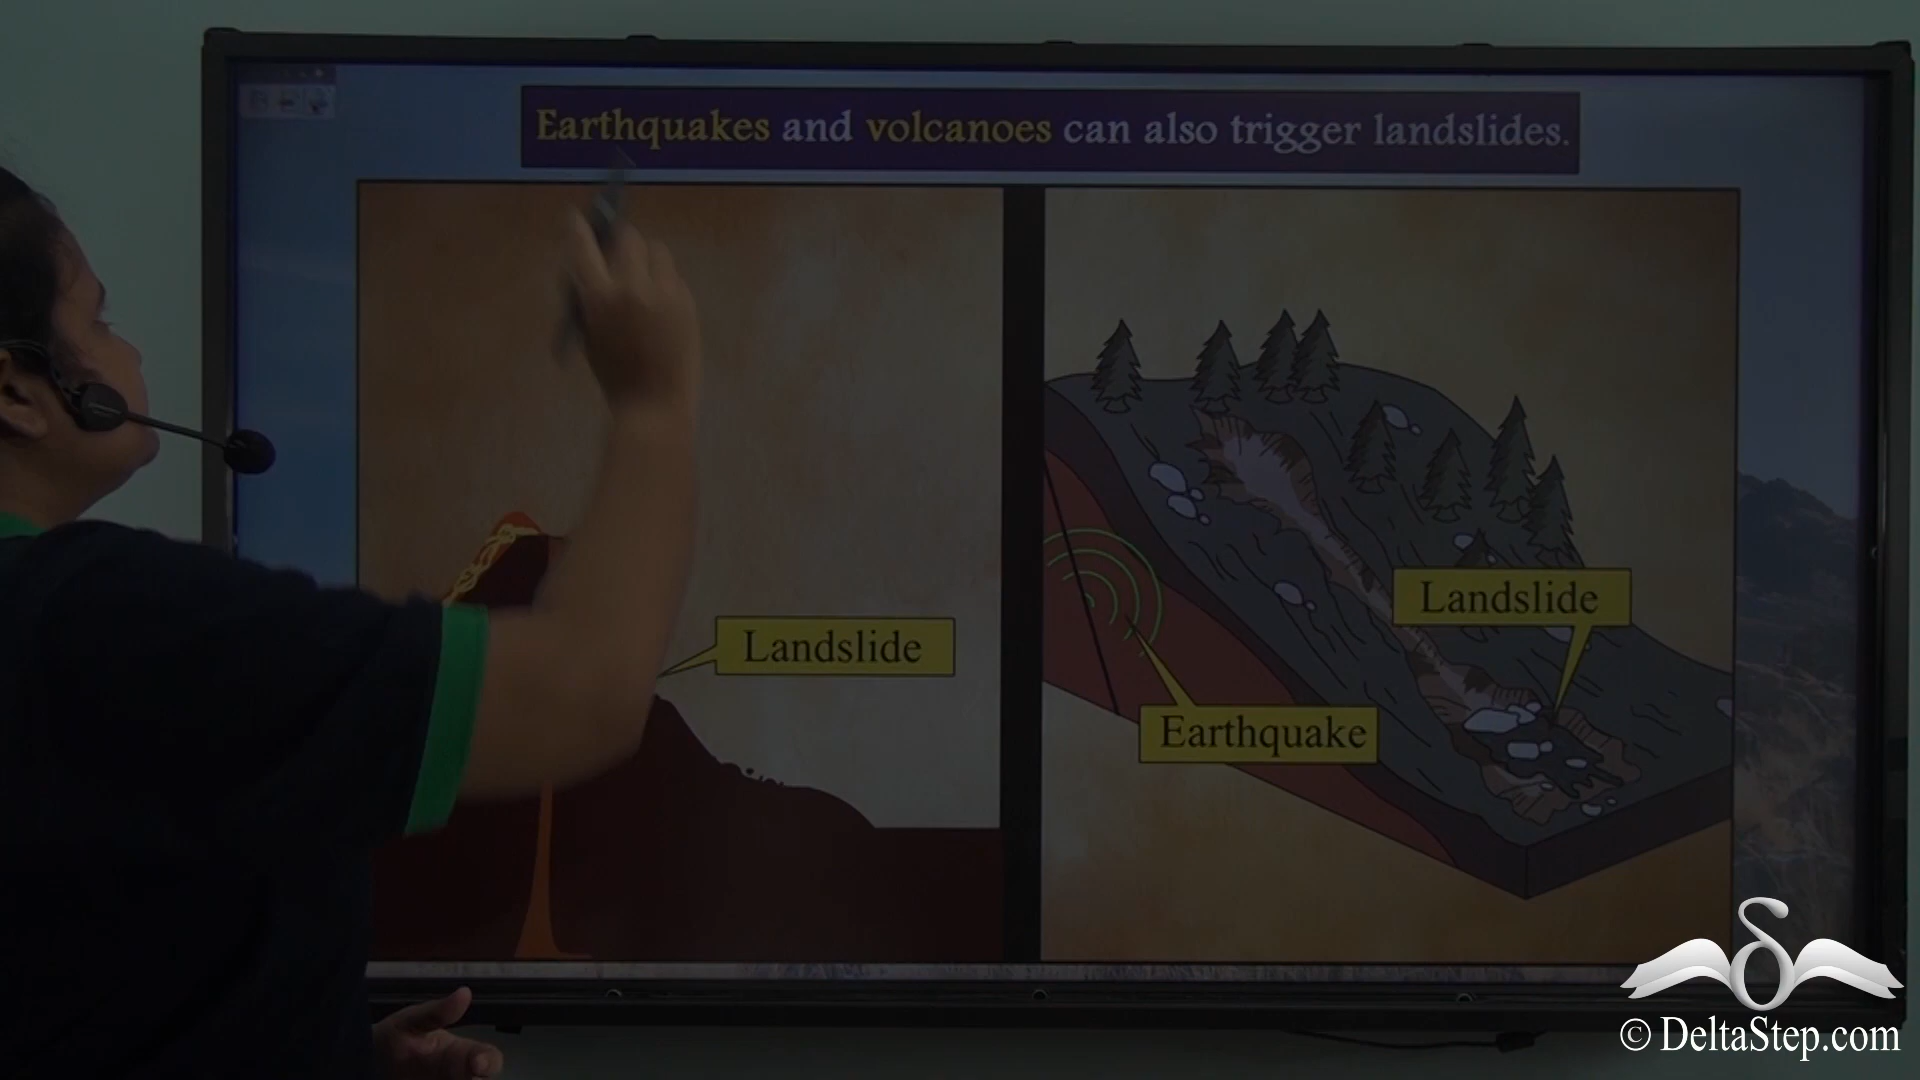 Earthquakes and volcanoes can also trigger landslides.
Landslide
Landslide
Earthquake
© DeltaStep.com